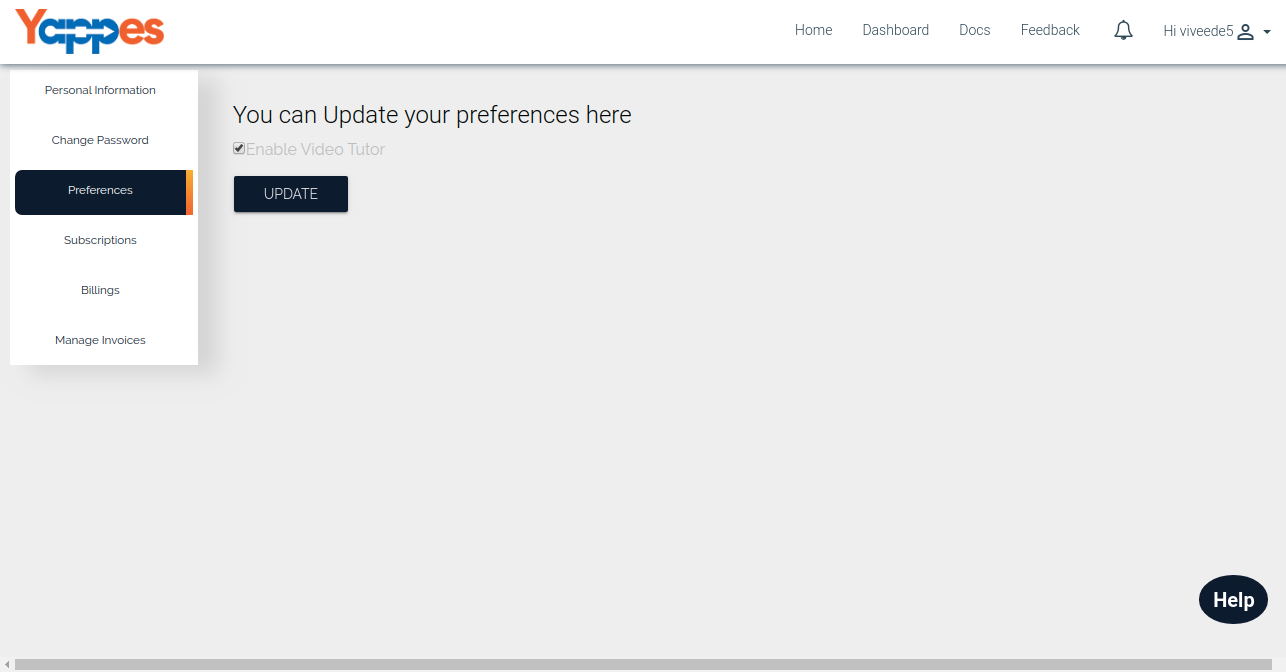 Yappes
Home Dashboard Docs Feedback Hi viveede5
Personal Information
Change Password
Preferences
Subscriptions
Billings
Manage Invoices
You can Update your preferences here
Enable Video Tutor
UPDATE
Help